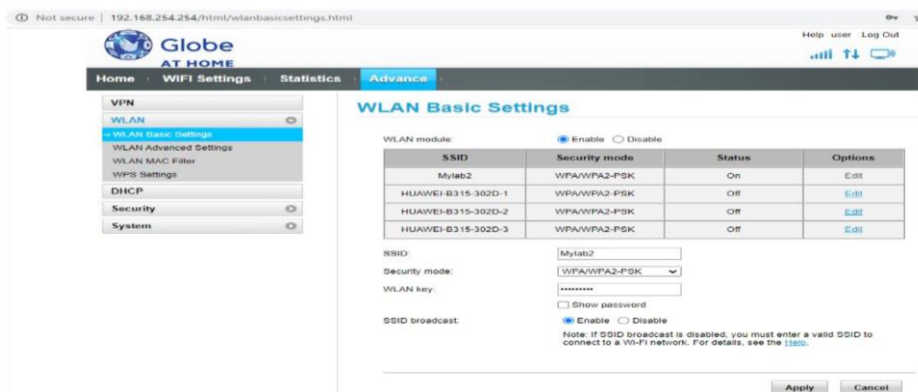 Not secure | 192.168.254.254/html/wlanbasicsettings.html
Globe
AT HOME
Help user Log Out
Home WIFI Settings Statistics Advance
VPN
WLAN
WLAN Basic Settings
WLAN Advanced Settings
WLAN MAC Filter
WPS Settings
DHCP
Security
System
WLAN Basic Settings
WLAN module: Enable Disable
SSID Security mode Status Options
Mylab2 WPA/WPA2-PSK On Edit
HUAWEI-B315-302D-1 WPA/WPA2-PSK Off Edit
HUAWEI-B315-302D-2 WPA/WPA2-PSK Off Edit
HUAWEI-B315-302D-3 WPA/WPA2-PSK Off Edit
SSID: Mylab2
Security mode: WPA/WPA2-PSK
WLAN key: •••••••••
Show password
SSID broadcast: Enable Disable
Note: If SSID broadcast is disabled, you must enter a valid SSID to
connect to a Wi-Fi network. For details, see the Help.
Apply Cancel